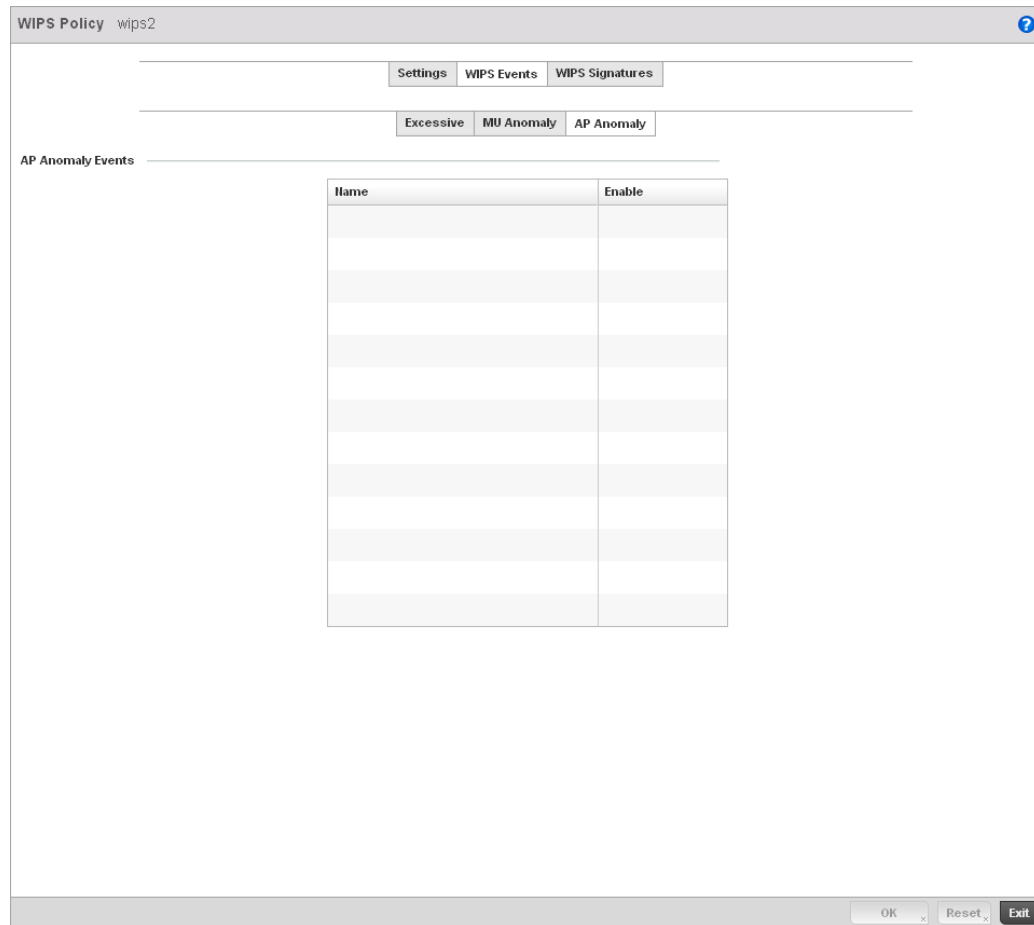 WIPS Policy wips2 ?
Settings WIPS Events WIPS Signatures
Excessive MU Anomaly AP Anomaly
AP Anomaly Events
Name Enable
OK Reset Exit